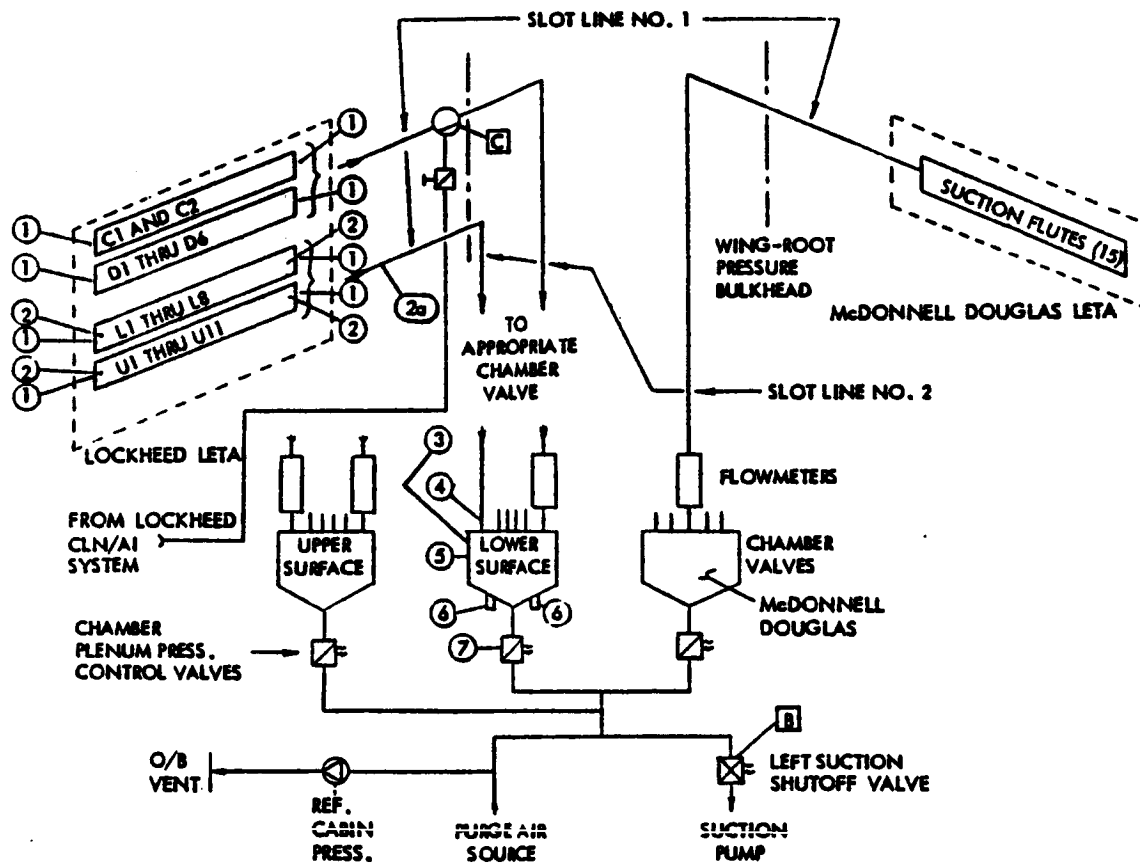 SLOT LINE NO. 1
C
1
1
1
C1 AND C2
1
D1 THRU D6
2
1
2
1
L1 THRU L8
1
2
2
1
U1 THRU U11
2a
LOCKHEED LETA
TO
APPROPRIATE
CHAMBER
VALVE
WING-ROOT
PRESSURE
BULKHEAD
SUCTION FLUTES (15)
McDONNELL DOUGLAS LETA
SLOT LINE NO. 2
FROM LOCKHEED
CLN/AI
SYSTEM
UPPER
SURFACE
3
4
5
LOWER
SURFACE
6
6
7
FLOWMETERS
CHAMBER
VALVES
McDONNELL
DOUGLAS
CHAMBER
PLENUM PRESS.
CONTROL VALVES
B
LEFT SUCTION
SHUTOFF VALVE
O/B
VENT
REF.
CABIN
PRESS.
PURGE AIR
SOURCE
SUCTION
PUMP